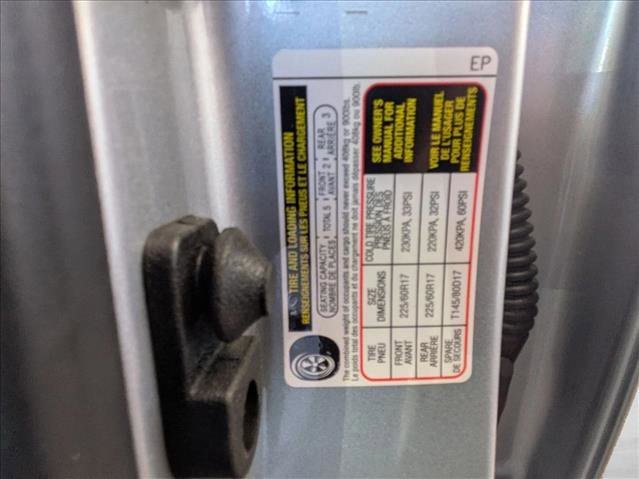 EP
TIRE AND LOADING INFORMATION
RENSEIGNEMENTS SUR LES PNEUS ET LE CHARGEMENT
SEATING CAPACITY TOTAL 5 FRONT 2 REAR 3
NOMBRE DE PLACES AVANT 2 ARRIÈRE 3
The combined weight of occupants and cargo should never exceed 408kg or 900lbs.
Le poids total des occupants et du chargement ne doit jamais dépasser 408kg ou 900lb.
TIRE
PNEU
SIZE
DIMENSIONS
COLD TIRE PRESSURE
PRESSION DES
PNEUS A FROID
FRONT
AVANT
225/60R17
230KPA, 33PSI
REAR
ARRIÈRE
225/60R17
220KPA, 32PSI
SPARE
DE SECOURS
T145/80D17
420KPA, 60PSI
SEE OWNER'S
MANUAL FOR
ADDITIONAL
INFORMATION
VOIR LE MANUEL
DE L'USAGER
POUR PLUS DE
RENSEIGNEMENTS